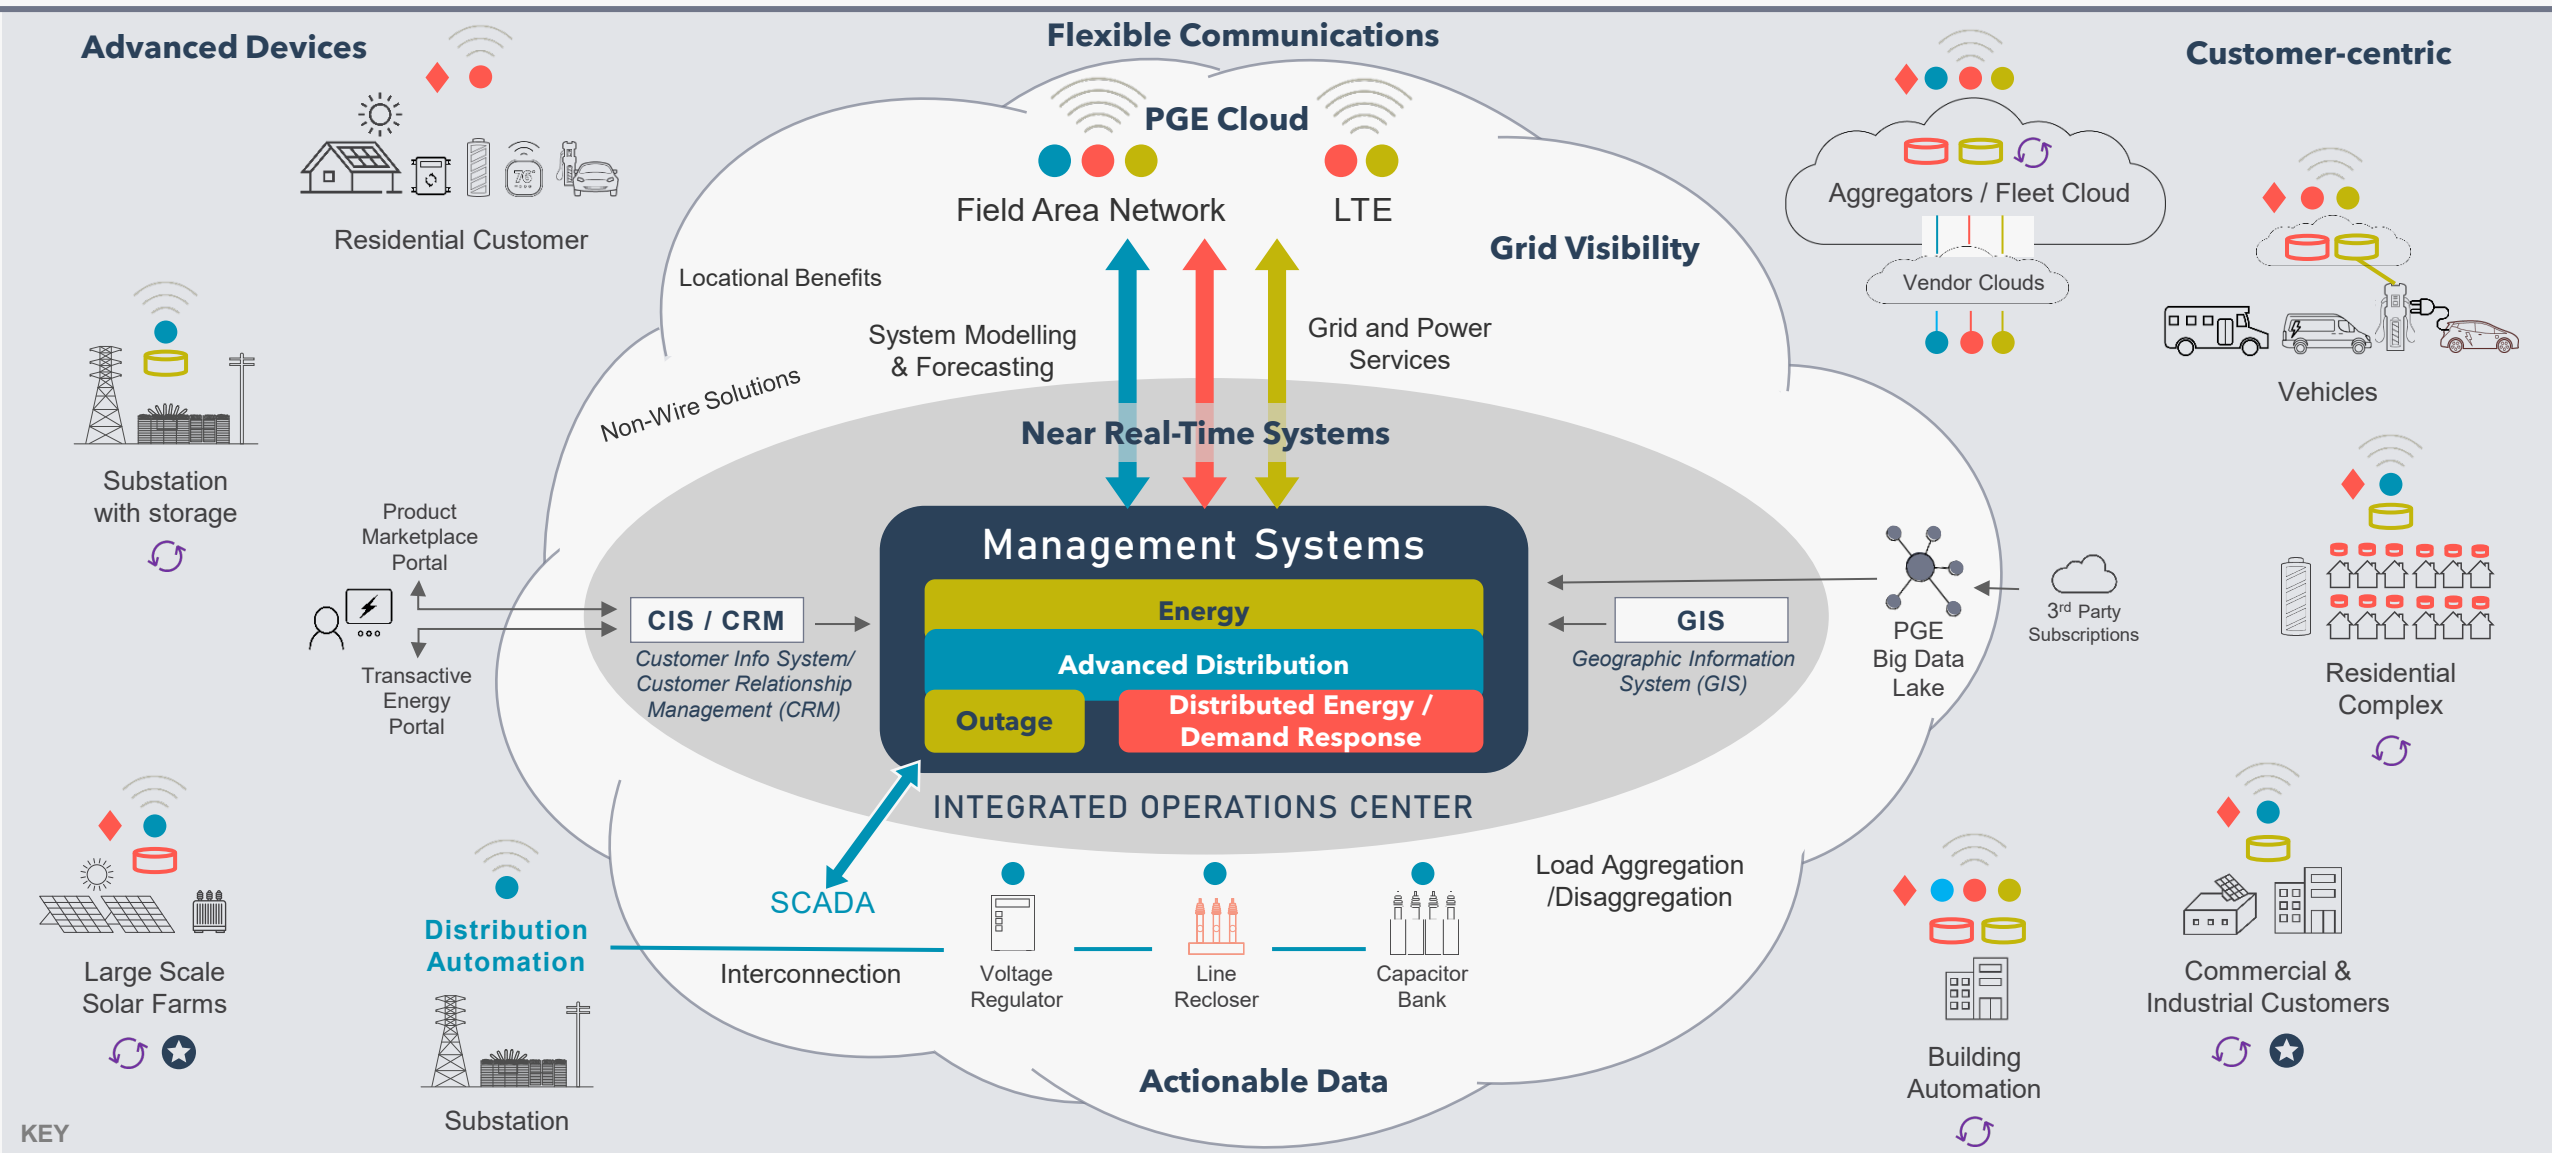 Advanced Devices
Flexible Communications
Customer-centric
PGE Cloud
Field Area Network
LTE
Grid Visibility
Residential Customer
76°
Aggregators / Fleet Cloud
Vendor Clouds
Vehicles
Locational Benefits
System Modelling
& Forecasting
Grid and Power
Services
Non-Wire Solutions
Near Real-Time Systems
Substation
with storage
Product
Marketplace
Portal
Transactive
Energy
Portal
CIS / CRM
Customer Info System/
Customer Relationship
Management (CRM)
Management Systems
Energy
Advanced Distribution
Outage
Distributed Energy /
Demand Response
INTEGRATED OPERATIONS CENTER
GIS
Geographic Information
System (GIS)
PGE
Big Data
Lake
3rd Party
Subscriptions
Residential
Complex
Large Scale
Solar Farms
Distribution
Automation
Substation
SCADA
Interconnection
Voltage
Regulator
Line
Recloser
Capacitor
Bank
Load Aggregation
/Disaggregation
Actionable Data
Building
Automation
Commercial &
Industrial Customers
KEY